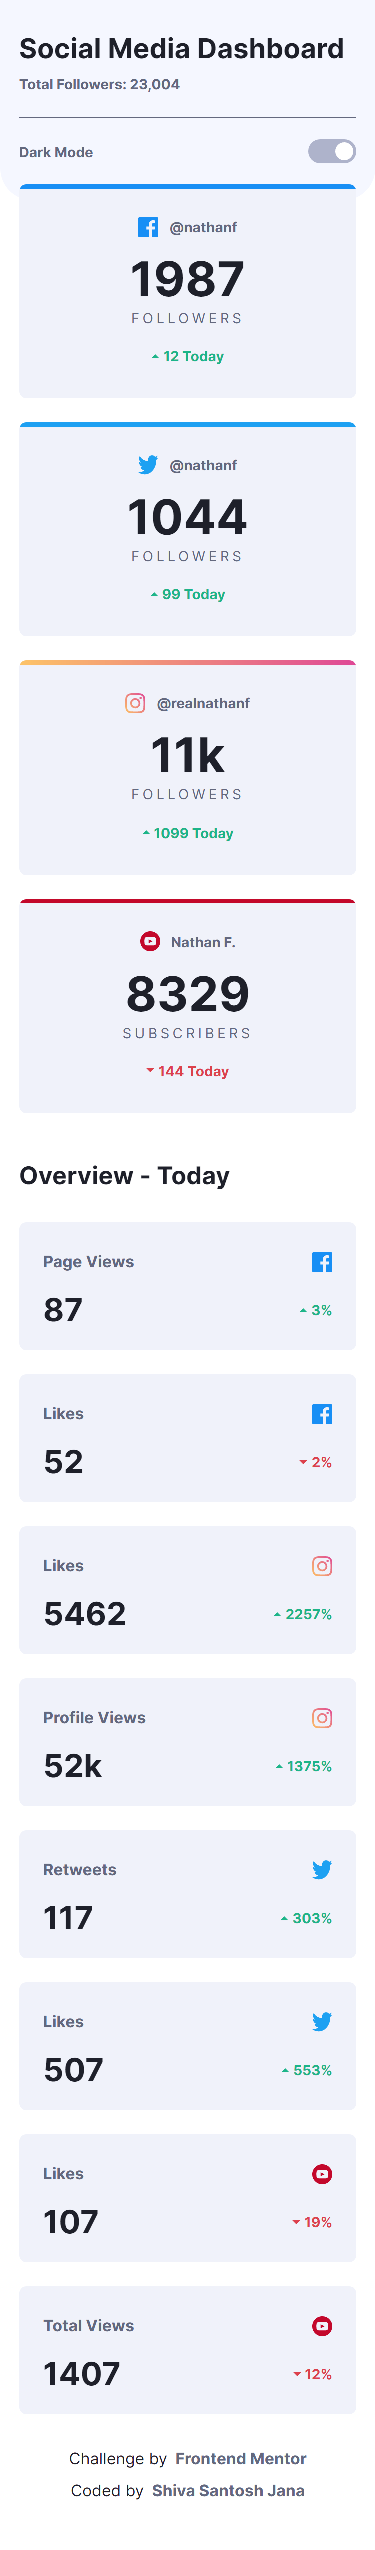 Social Media Dashboard
Total Followers: 23,004
Dark Mode
@nathanf
1987
FOLLOWERS
12 Today
@nathanf
1044
FOLLOWERS
99 Today
@realnathanf
11k
FOLLOWERS
1099 Today
Nathan F.
8329
SUBSCRIBERS
144 Today
Overview - Today
Page Views
87
3%
Likes
52
2%
Likes
5462
2257%
Profile Views
52k
1375%
Retweets
117
303%
Likes
507
553%
Likes
107
19%
Total Views
1407
12%
Challenge by Frontend Mentor
Coded by Shiva Santosh Jana